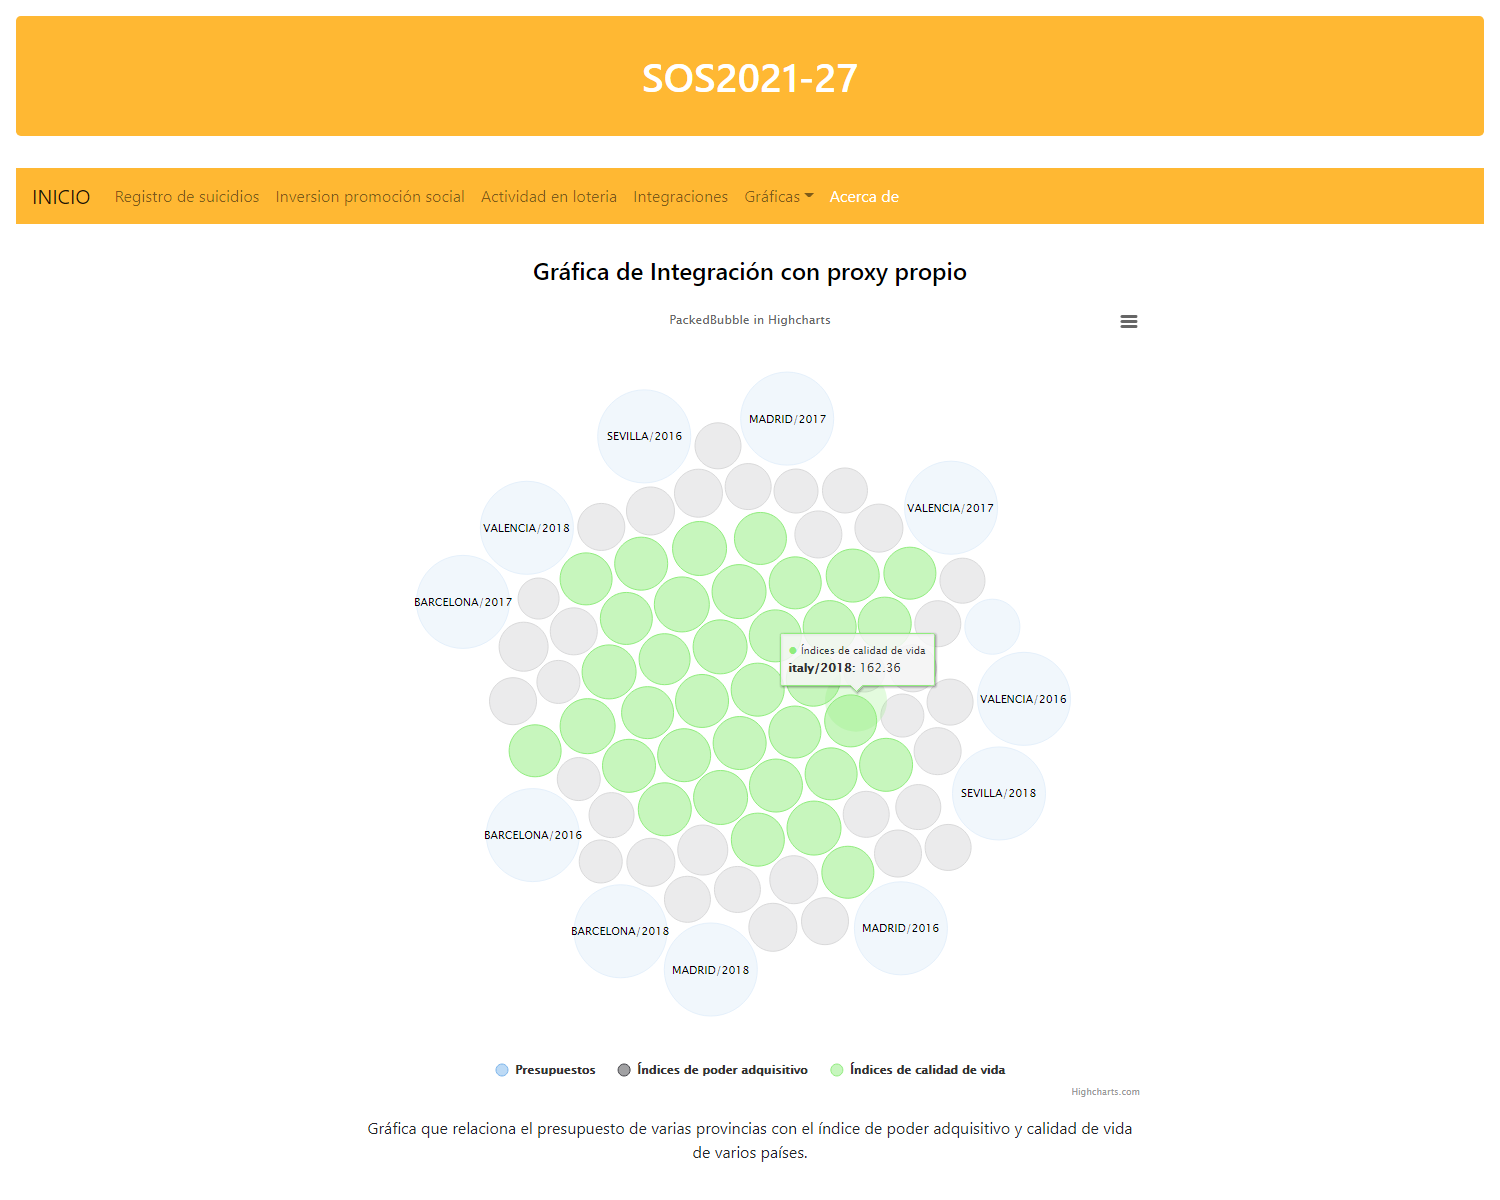 SOS2021-27
INICIO Registro de suicidios Inversion promoción social Actividad en loteria Integraciones Gráficas Acerca de
Gráfica de Integración con proxy propio
PackedBubble in Highcharts
MADRID/2017
SEVILLA/2016
VALENCIA/2017
VALENCIA/2018
BARCELONA/2017
Índices de calidad de vida
italy/2018: 162.36
VALENCIA/2016
SEVILLA/2018
BARCELONA/2016
MADRID/2016
BARCELONA/2018
MADRID/2018
Presupuestos Índices de poder adquisitivo Índices de calidad de vida
Highcharts.com
Gráfica que relaciona el presupuesto de varias provincias con el índice de poder adquisitivo y calidad de vida
de varios países.